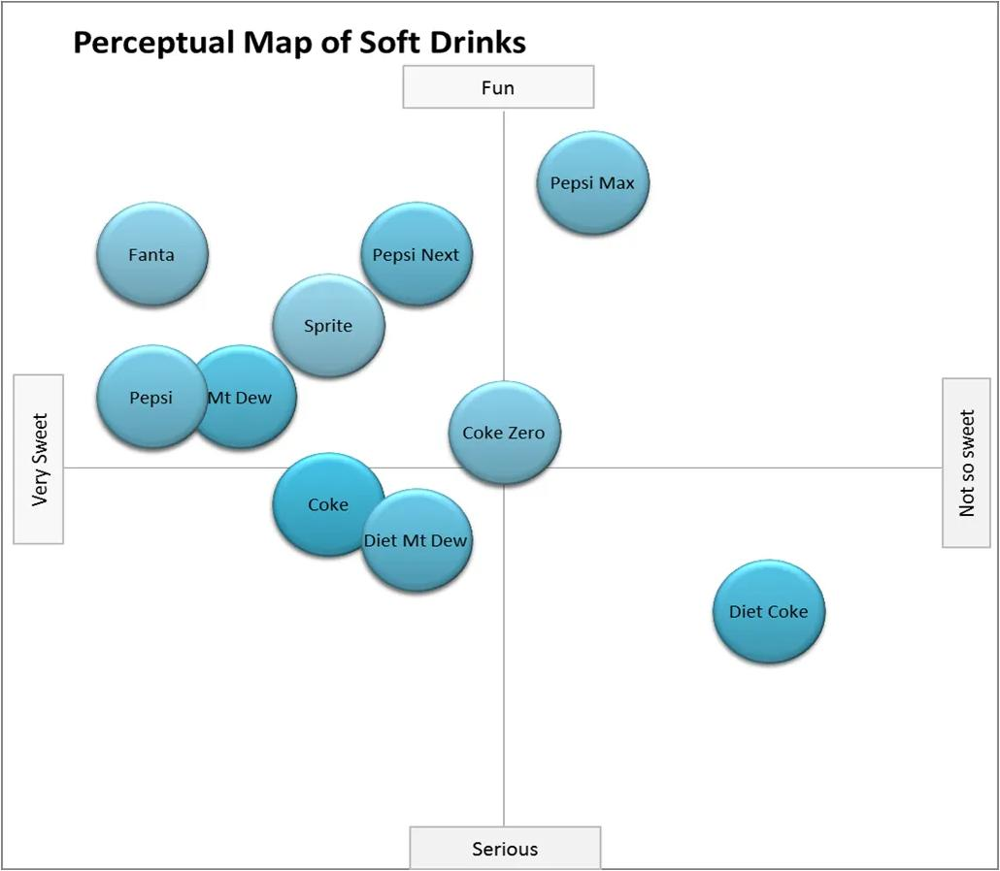 Perceptual Map of Soft Drinks
Fun
Pepsi Max
Fanta
Pepsi Next
Sprite
Pepsi
Mt Dew
Coke Zero
Very Sweet
Not so sweet
Coke
Diet Mt Dew
Diet Coke
Serious